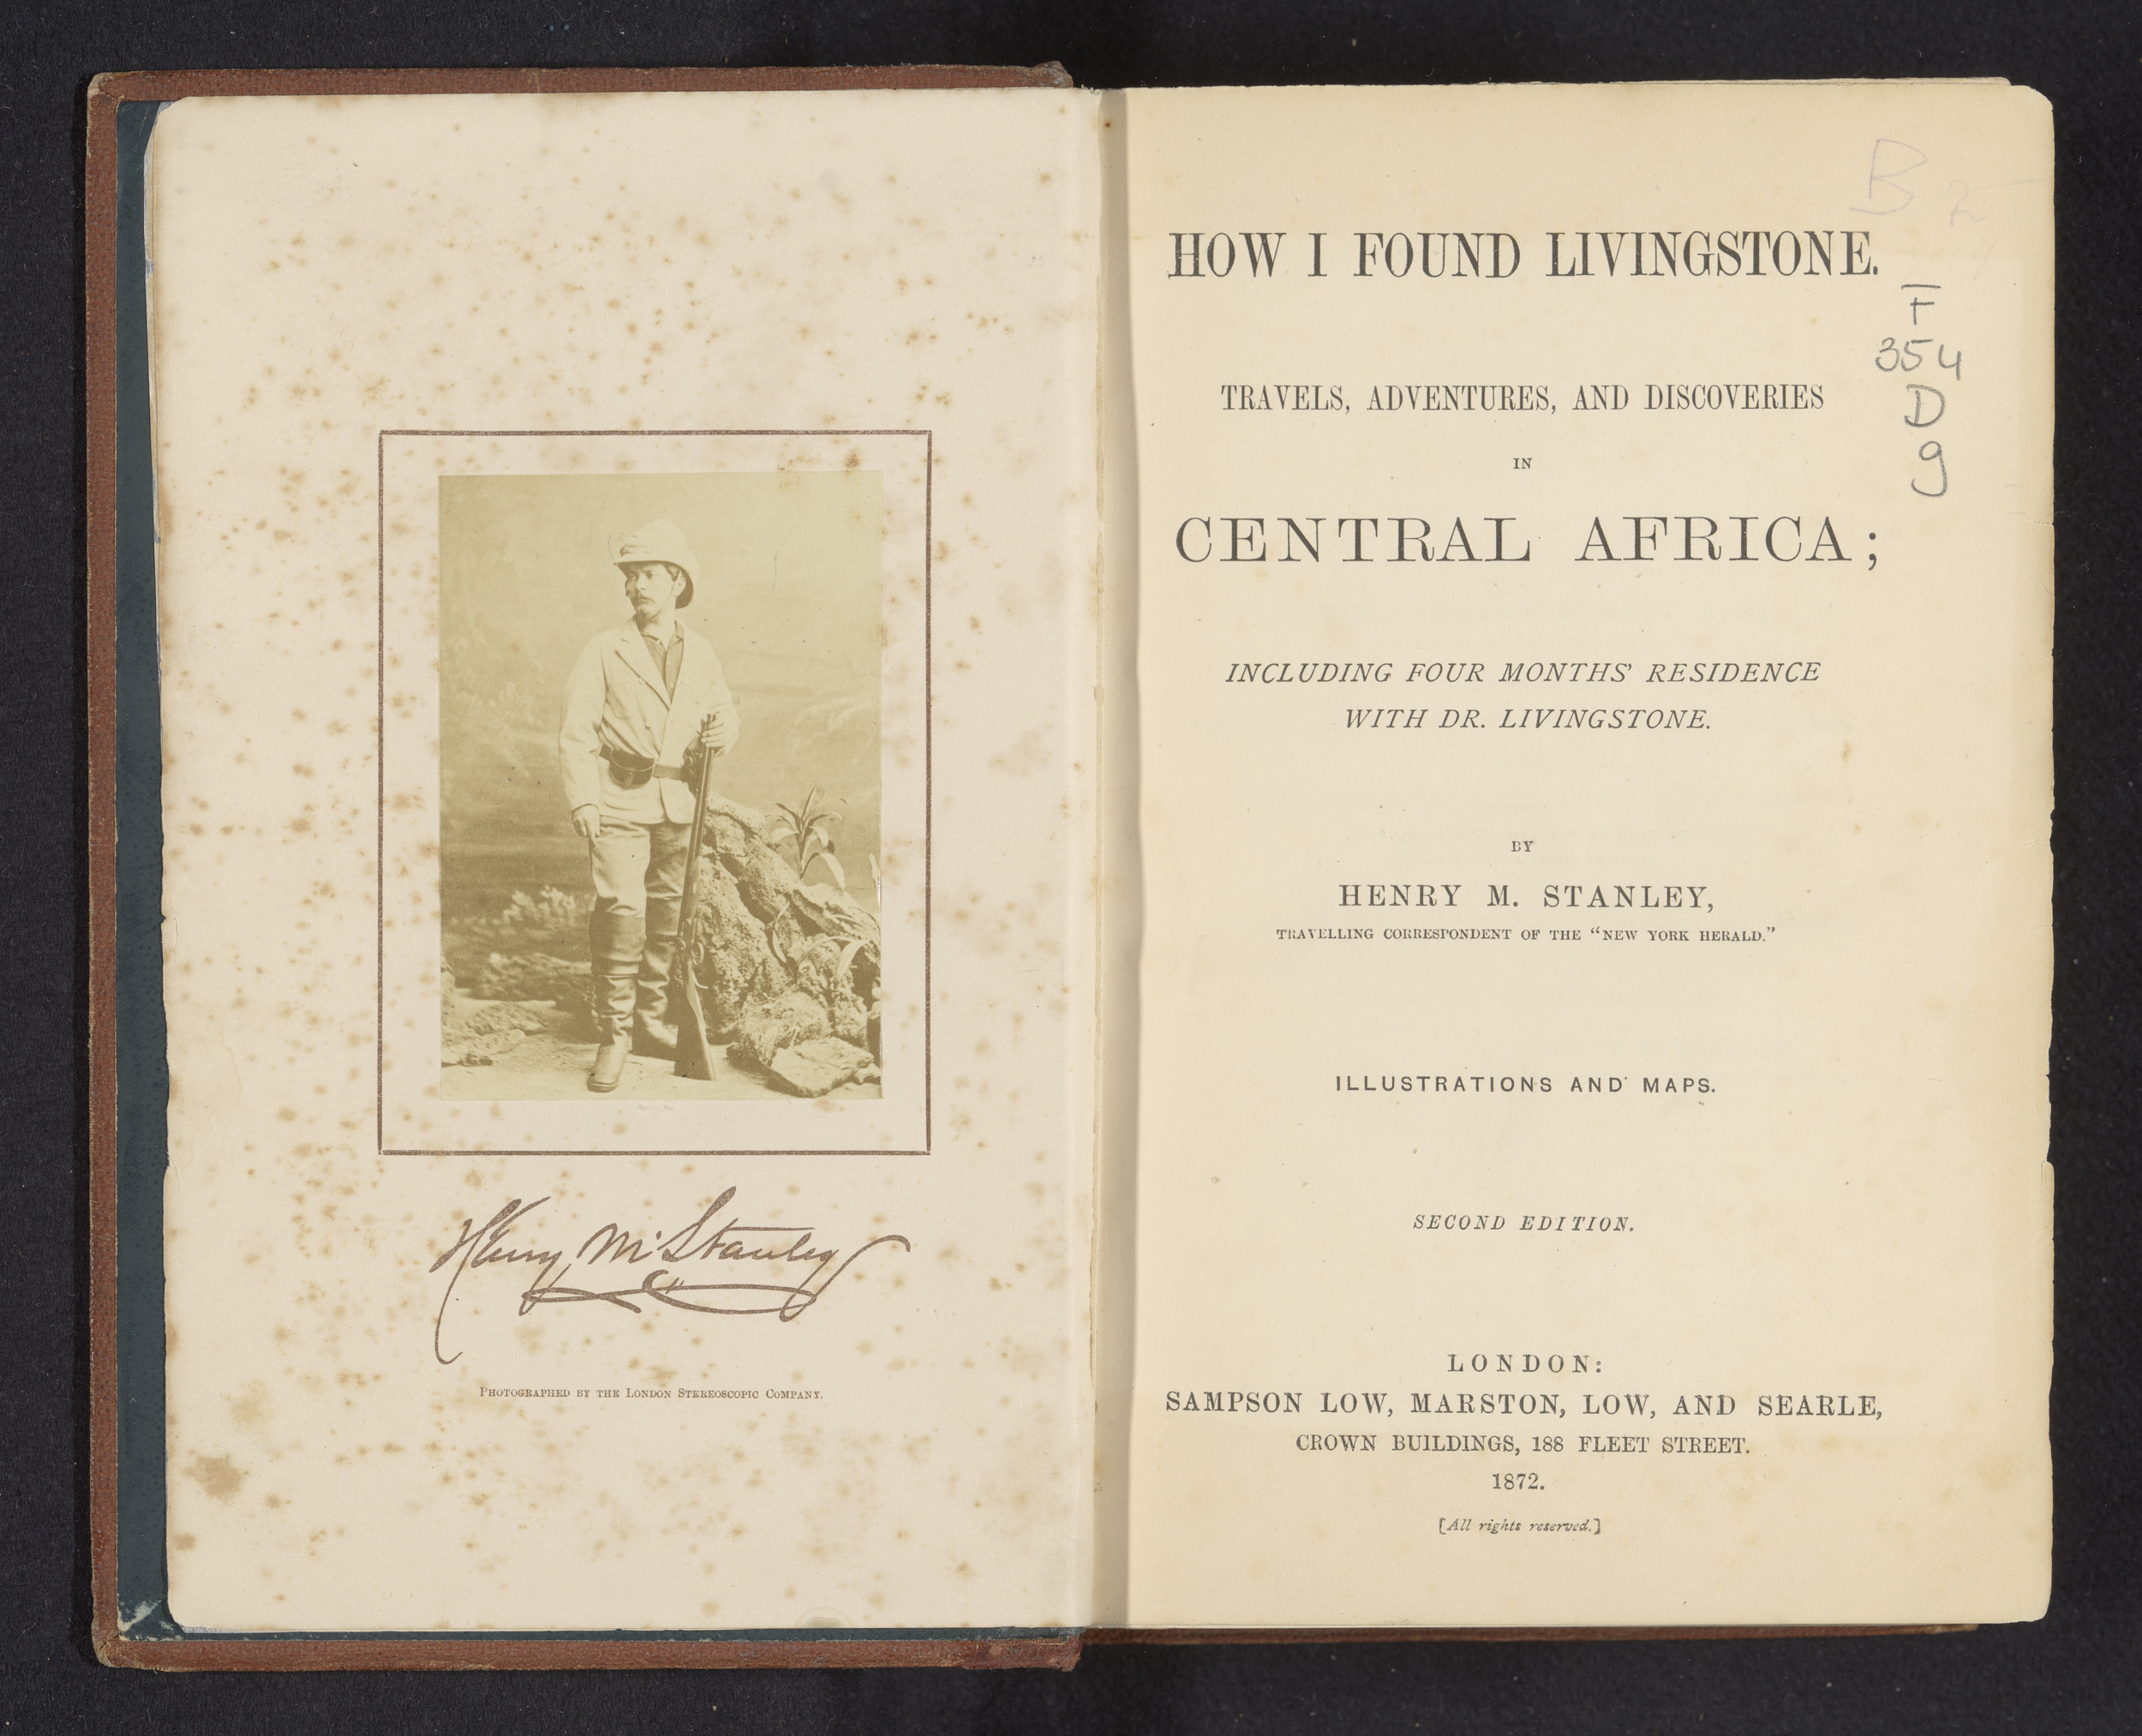 Henry M. Stanley
PHOTOGRAPHED BY THE LONDON STEREOSCOPIC COMPANY.
B 2
HOW I FOUND LIVINGSTONE.
F
354
D
9
TRAVELS, ADVENTURES, AND DISCOVERIES
IN
CENTRAL AFRICA;
INCLUDING FOUR MONTHS' RESIDENCE
WITH DR. LIVINGSTONE.
BY
HENRY M. STANLEY,
TRAVELLING CORRESPONDENT OF THE "NEW YORK HERALD."
ILLUSTRATIONS AND MAPS.
SECOND EDITION.
LONDON:
SAMPSON LOW, MARSTON, LOW, AND SEARLE,
CROWN BUILDINGS, 188 FLEET STREET.
1872.
[All rights reserved.]